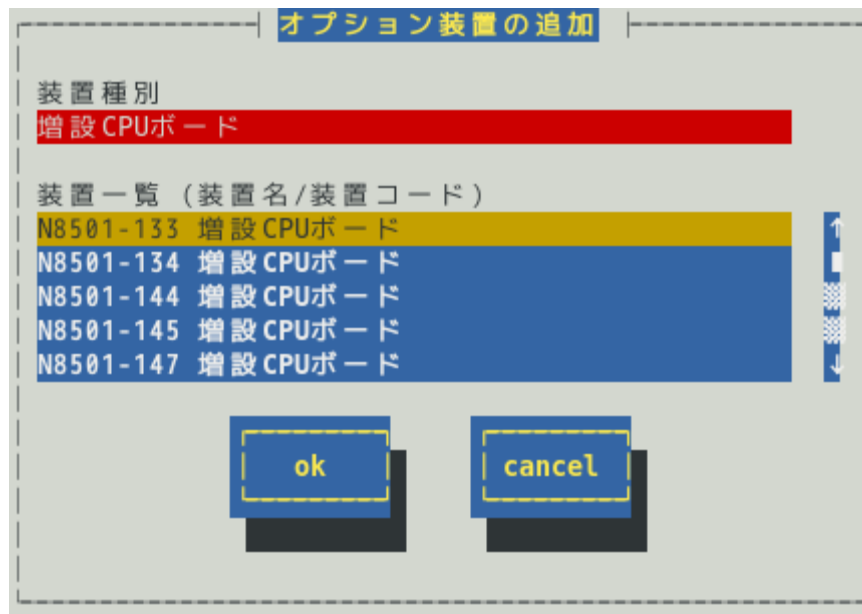 オプション装置の追加
装置種別
増設CPUボード
装置一覧 (装置名/装置コード)
N8501-133 増設CPUボード
N8501-134 増設CPUボード
N8501-144 増設CPUボード
N8501-145 増設CPUボード
N8501-147 増設CPUボード
ok cancel